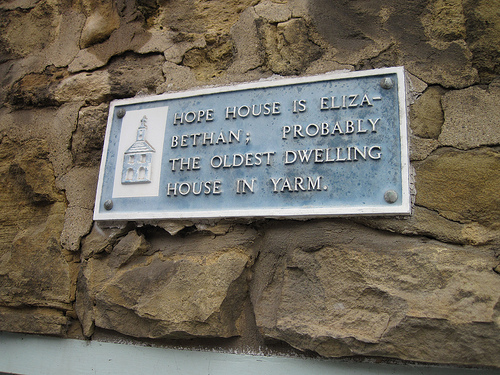 HOPE HOUSE IS ELIZA-
BETHAN; PROBABLY
THE OLDEST DWELLING
HOUSE IN YARM.